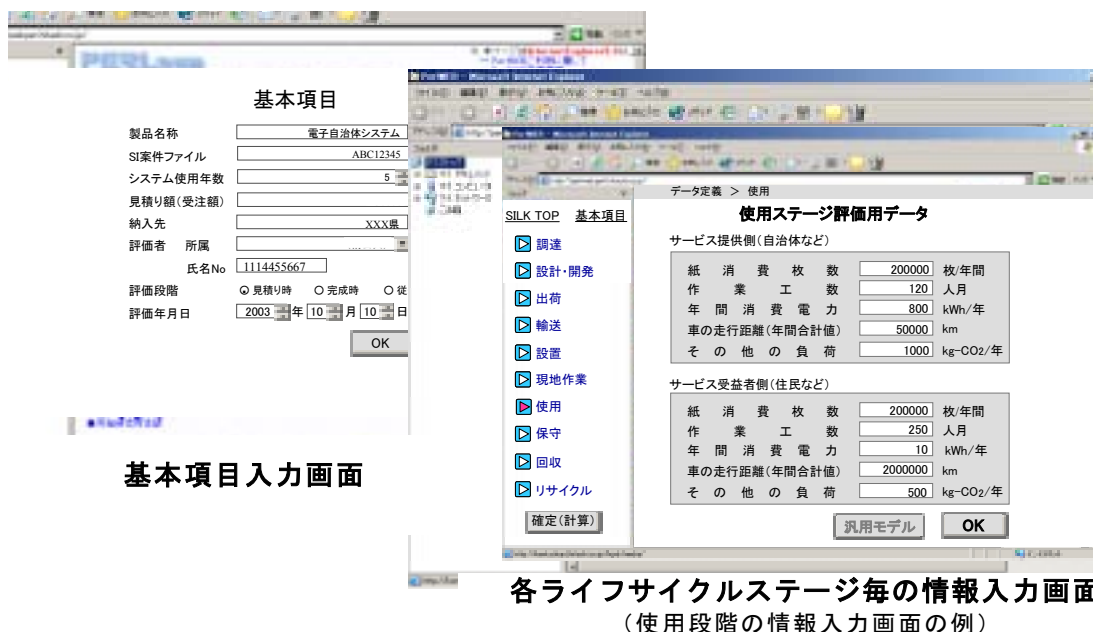 基本項目
製品名称 電子自治体システム
SI案件ファイル ABC12345
システム使用年数 5
見積り額(受注額)
納入先 XXX県
評価者 所属
氏名No 1114455667
評価段階 見積り時 完成時 従
評価年月日 2003 年 10 月 10 日
OK
基本項目入力画面
データ定義 > 使用
SILK TOP 基本項目
調達
設計・開発
出荷
輸送
設置
現地作業
使用
保守
回収
リサイクル
確定(計算)
使用ステージ評価用データ
サービス提供側(自治体など)
紙消費枚数 200000 枚/年間
作業工数 120 人月
年間消費電力 800 kWh/年
車の走行距離(年間合計値) 50000 km
その他の負荷 1000 kg-CO2/年
サービス受益者側(住民など)
紙消費枚数 200000 枚/年間
作業工数 250 人月
年間消費電力 10 kWh/年
車の走行距離(年間合計値) 2000000 km
その他の負荷 500 kg-CO2/年
汎用モデル OK
各ライフサイクルステージ毎の情報入力画面
(使用段階の情報入力画面の例)